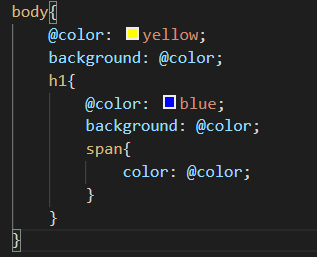 body{
    @color: yellow;
    background: @color;
    h1{
        @color: blue;
        background: @color;
        span{
            color: @color;
        }
    }
}